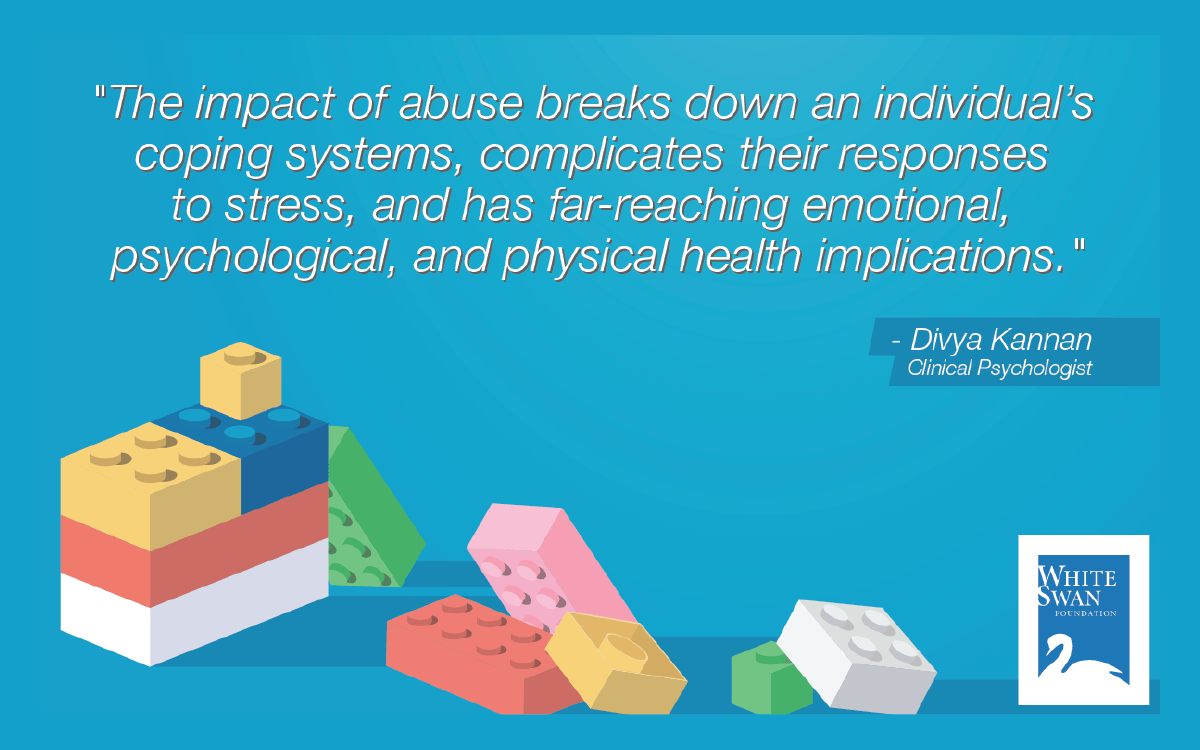 "The impact of abuse breaks down an individual’s
coping systems, complicates their responses
to stress, and has far-reaching emotional,
psychological, and physical health implications."
- Divya Kannan
Clinical Psychologist
WHITE
SWAN
FOUNDATION